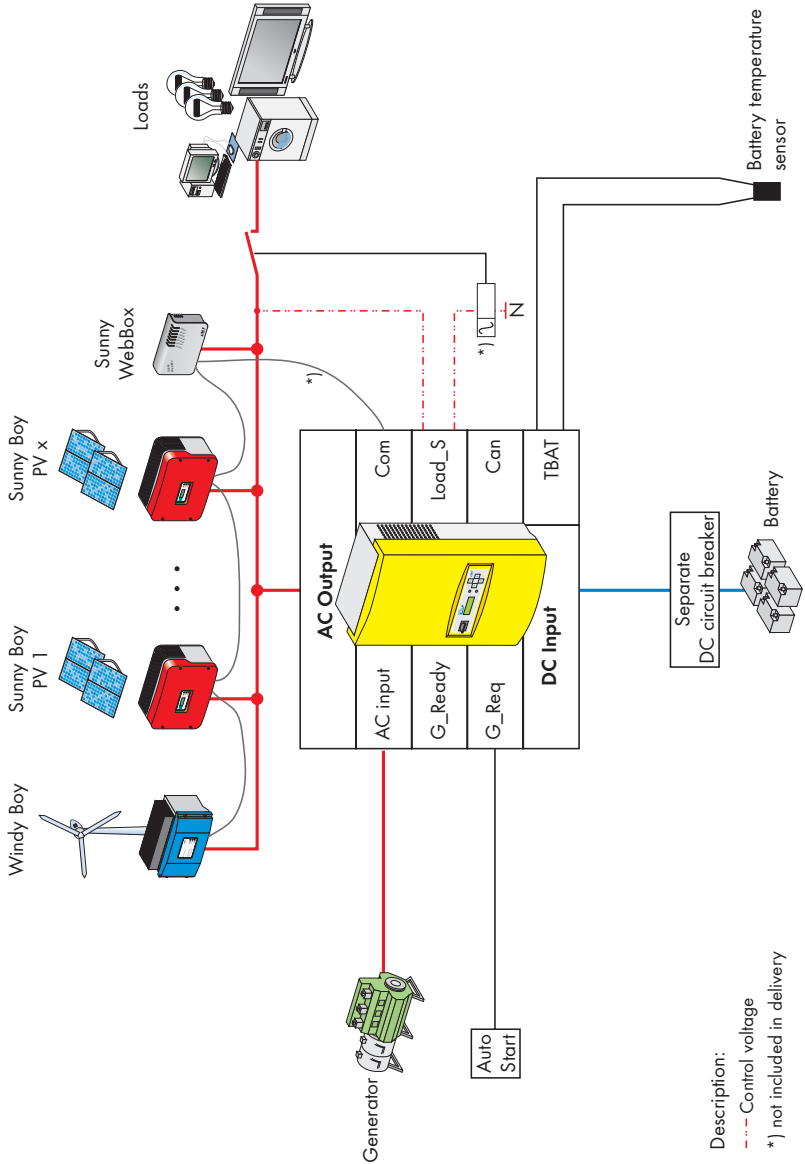 Windy Boy
Sunny Boy
PV 1
Sunny Boy
PV x
Sunny
WebBox
Loads
*)
*)
N
Generator
Auto
Start
AC Output
AC input
G_Ready
G_Req
DC Input
Com
Load_S
Can
TBAT
Separate
DC circuit breaker
Battery
Battery temperature
sensor
Description:
Control voltage
*) not included in delivery